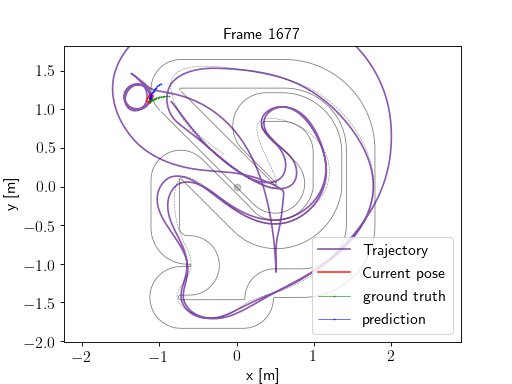 Frame 1677
1.5
1.0
0.5
0.0
−0.5
−1.0
−1.5
−2.0
y [m]
−2 −1 0 1 2
x [m]
Trajectory
Current pose
ground truth
prediction